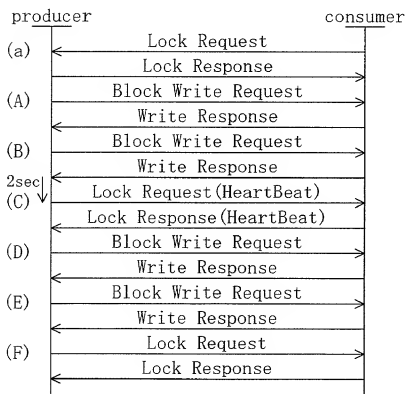 producer consumer
Lock Request
(a)
Lock Response
Block Write Request
(A)
Write Response
Block Write Request
(B)
Write Response
2sec
Lock Request(HeartBeat)
(C)
Lock Response(HeartBeat)
Block Write Request
(D)
Write Response
Block Write Request
(E)
Write Response
Lock Request
(F)
Lock Response